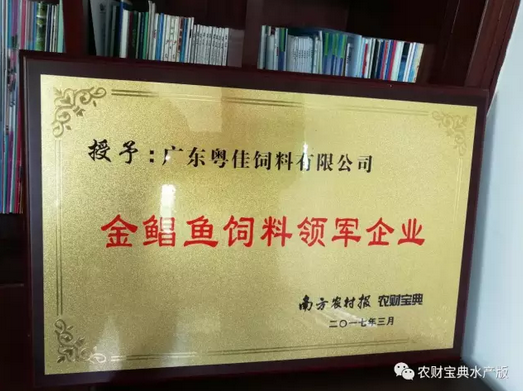 授予：广东粤佳饲料有限公司
金鲳鱼饲料领军企业
南方农村报 农财宝典
二〇一七年三月
农财宝典水产版